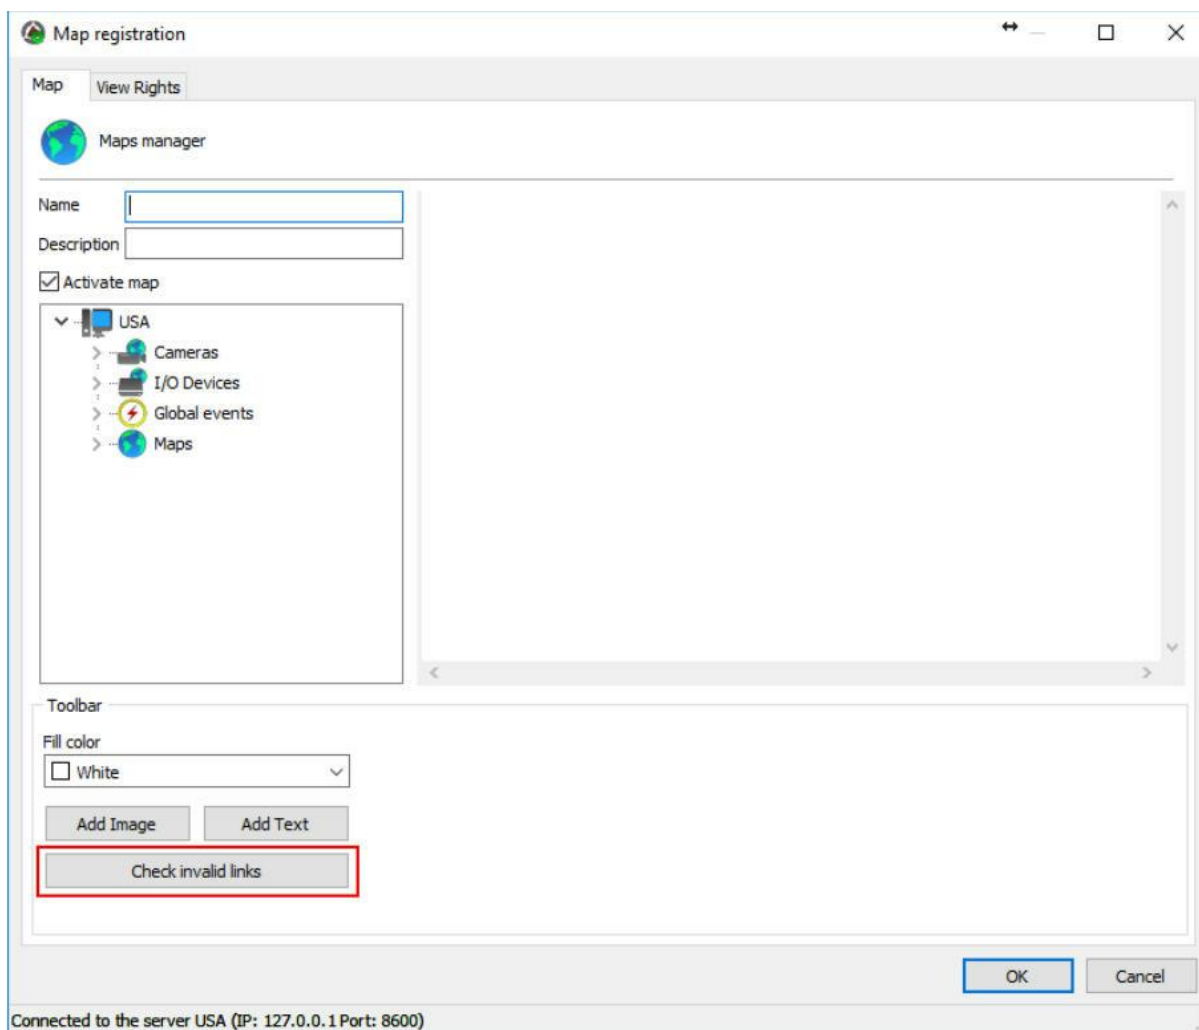 Map registration
Map View Rights
Maps manager
Name
Description
Activate map
USA
Cameras
I/O Devices
Global events
Maps
Toolbar
Fill color
White
Add Image Add Text
Check invalid links
OK Cancel
Connected to the server USA (IP: 127.0.0.1 Port: 8600)